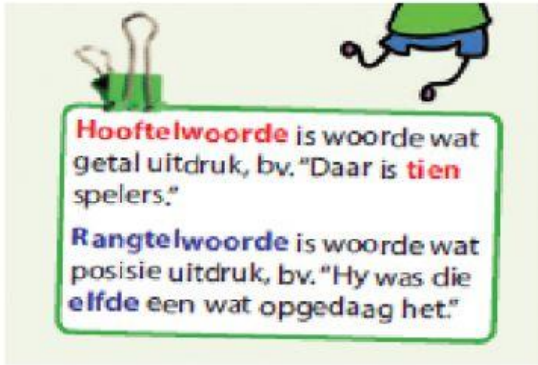 Hooftelwoorde is woorde wat
getal uitdruk, bv. "Daar is tien
spelers."
Rangtelwoorde is woorde wat
posisie uitdruk, bv. "Hy was die
elfde een wat opgedaag het."